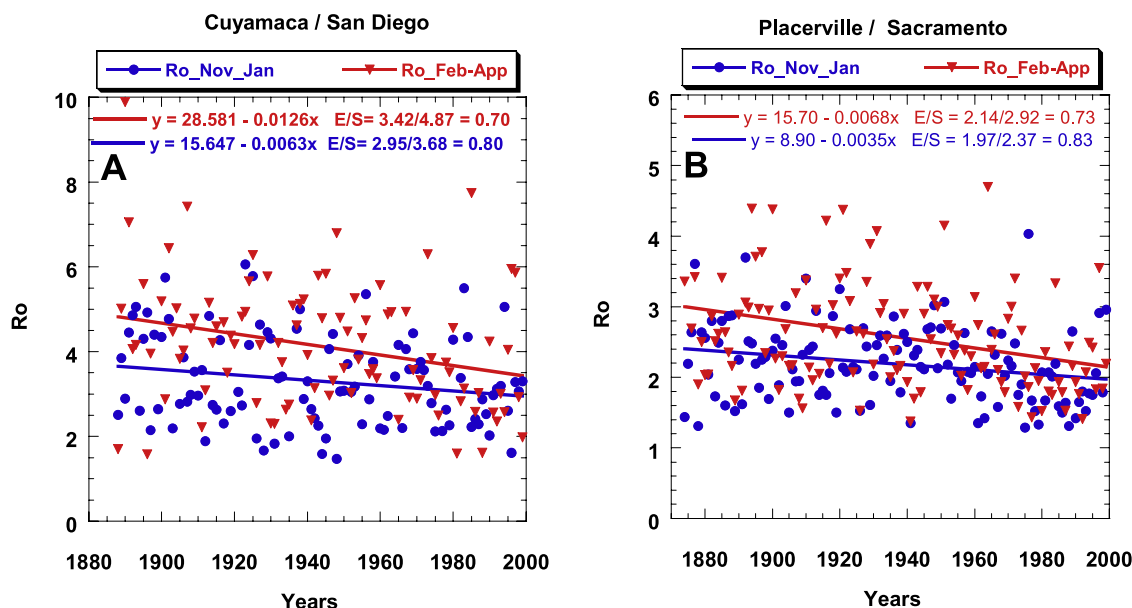 Cuyamaca / San Diego
Ro_Nov_Jan Ro_Feb-App
10
8
6
4
2
0
y = 28.581 - 0.0126x E/S= 3.42/4.87 = 0.70
y = 15.647 - 0.0063x E/S= 2.95/3.68 = 0.80
A
Ro
1880 1900 1920 1940 1960 1980 2000
Years
Placerville / Sacramento
Ro_Nov_Jan Ro_Feb-App
6
5
4
3
2
1
0
y = 15.70 - 0.0068x E/S = 2.14/2.92 = 0.73
y = 8.90 - 0.0035x E/S = 1.97/2.37 = 0.83
B
Ro
1880 1900 1920 1940 1960 1980 2000
Years